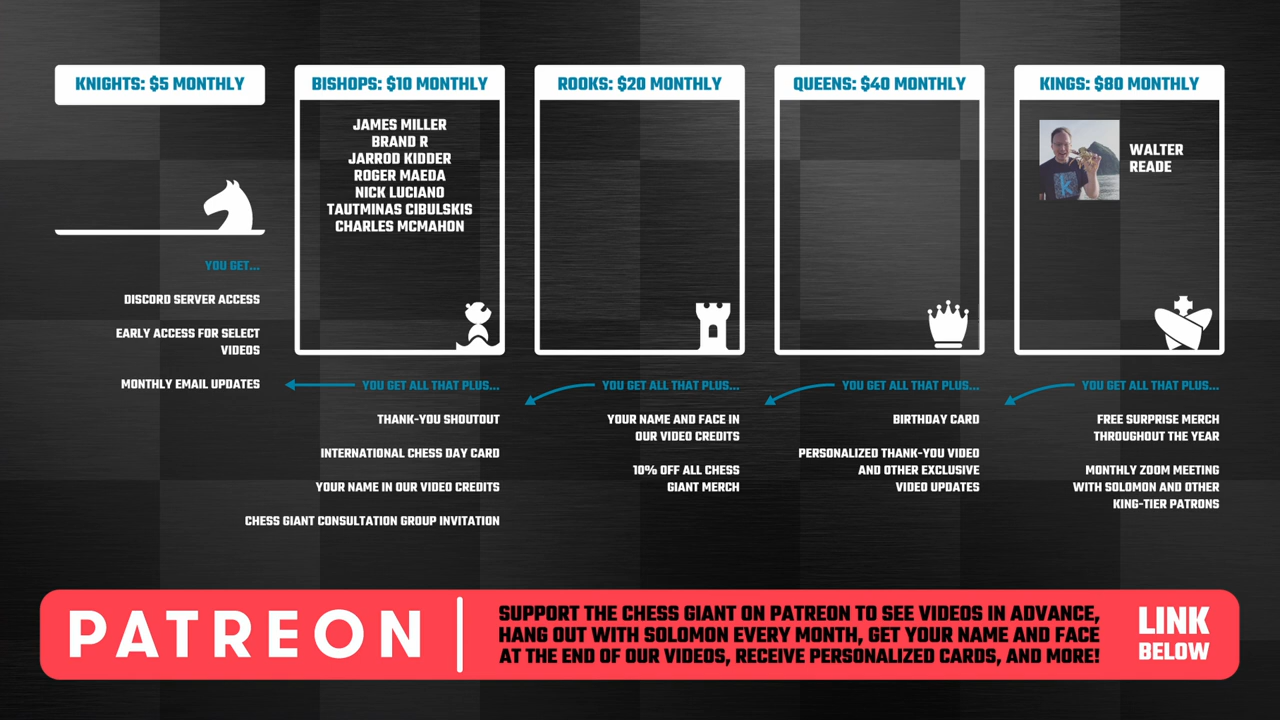 KNIGHTS: $5 MONTHLY
YOU GET...
DISCORD SERVER ACCESS
EARLY ACCESS FOR SELECT
VIDEOS
MONTHLY EMAIL UPDATES
BISHOPS: $10 MONTHLY
JAMES MILLER
BRAND R
JARROD KIDDER
ROGER MAEDA
NICK LUCIANO
TAUTMINAS CIBULSKIS
CHARLES MCMAHON
YOU GET ALL THAT PLUS...
THANK-YOU SHOUTOUT
INTERNATIONAL CHESS DAY CARD
YOUR NAME IN OUR VIDEO CREDITS
CHESS GIANT CONSULTATION GROUP INVITATION
ROOKS: $20 MONTHLY
YOU GET ALL THAT PLUS...
YOUR NAME AND FACE IN
OUR VIDEO CREDITS
10% OFF ALL CHESS
GIANT MERCH
QUEENS: $40 MONTHLY
YOU GET ALL THAT PLUS...
BIRTHDAY CARD
PERSONALIZED THANK-YOU VIDEO
AND OTHER EXCLUSIVE
VIDEO UPDATES
KINGS: $80 MONTHLY
WALTER
READE
YOU GET ALL THAT PLUS...
FREE SURPRISE MERCH
THROUGHOUT THE YEAR
MONTHLY ZOOM MEETING
WITH SOLOMON AND OTHER
KING-TIER PATRONS
PATREON
SUPPORT THE CHESS GIANT ON PATREON TO SEE VIDEOS IN ADVANCE,
HANG OUT WITH SOLOMON EVERY MONTH, GET YOUR NAME AND FACE
AT THE END OF OUR VIDEOS, RECEIVE PERSONALIZED CARDS, AND MORE!
LINK
BELOW